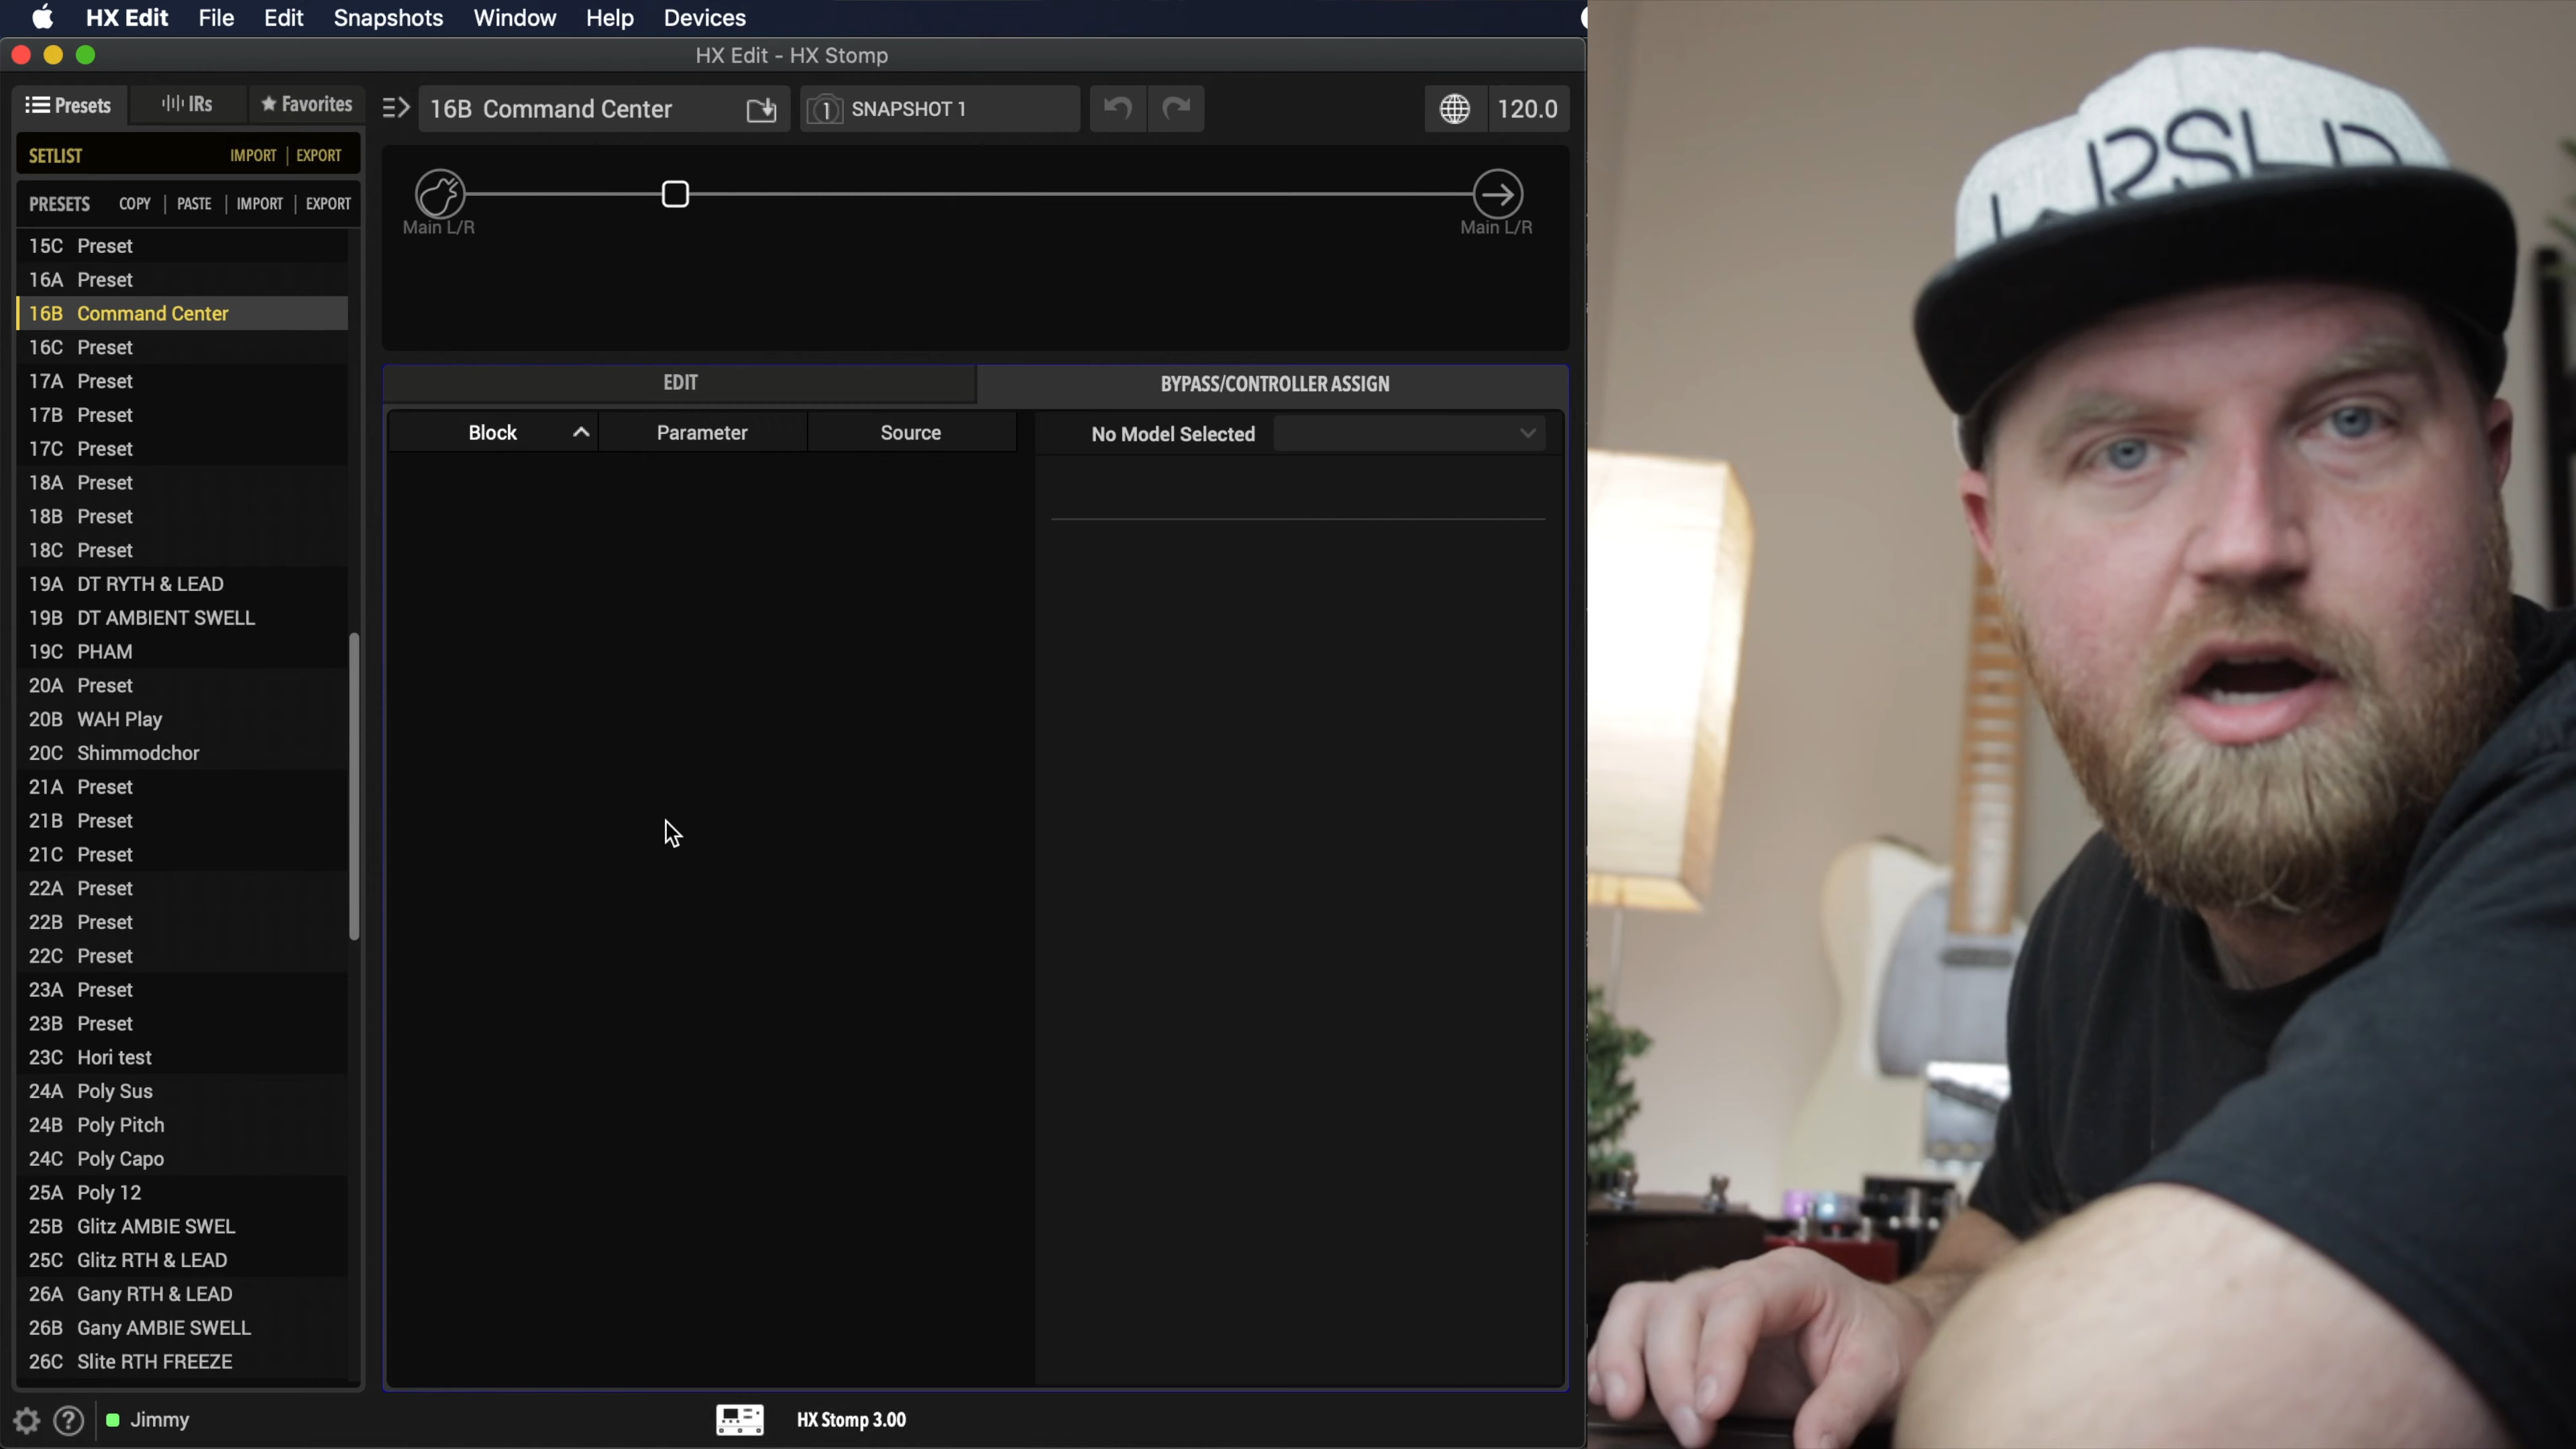 HX Edit File Edit Snapshots Window Help Devices
HX Edit - HX Stomp
Presets IRs Favorites
16B Command Center
1 SNAPSHOT 1
120.0
SETLIST IMPORT | EXPORT
PRESETS COPY | PASTE | IMPORT | EXPORT
Main L/R
Main L/R
15C Preset
16A Preset
16B Command Center
16C Preset
17A Preset
17B Preset
17C Preset
18A Preset
18B Preset
18C Preset
19A DT RYTH & LEAD
19B DT AMBIENT SWELL
19C PHAM
20A Preset
20B WAH Play
20C Shimmodchor
21A Preset
21B Preset
21C Preset
22A Preset
22B Preset
22C Preset
23A Preset
23B Preset
23C Hori test
24A Poly Sus
24B Poly Pitch
24C Poly Capo
25A Poly 12
25B Glitz AMBIE SWEL
25C Glitz RTH & LEAD
26A Gany RTH & LEAD
26B Gany AMBIE SWELL
26C Slite RTH FREEZE
EDIT
BYPASS/CONTROLLER ASSIGN
Block Parameter Source
No Model Selected
? Jimmy
HX Stomp 3.00